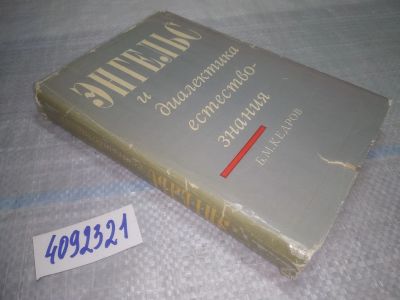 ЭНГЕЛЬС
и
диалектика
естество-
знания
Б.М.КЕДРОВ
4092321